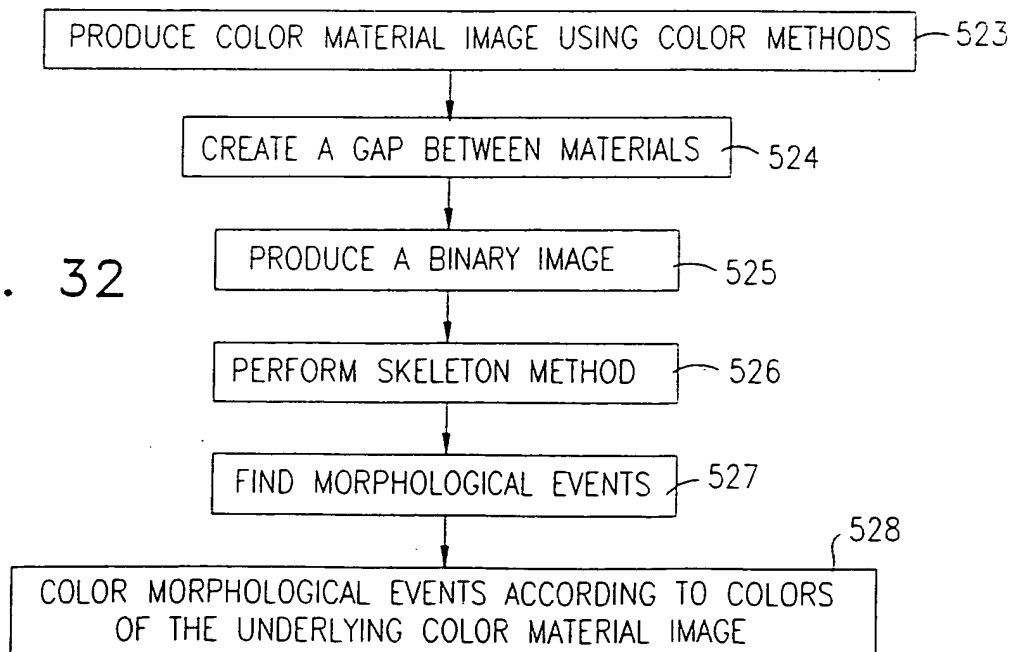 PRODUCE COLOR MATERIAL IMAGE USING COLOR METHODS 523
CREATE A GAP BETWEEN MATERIALS 524
PRODUCE A BINARY IMAGE 525
. 32
PERFORM SKELETON METHOD 526
FIND MORPHOLOGICAL EVENTS 527
528
COLOR MORPHOLOGICAL EVENTS ACCORDING TO COLORS
OF THE UNDERLYING COLOR MATERIAL IMAGE